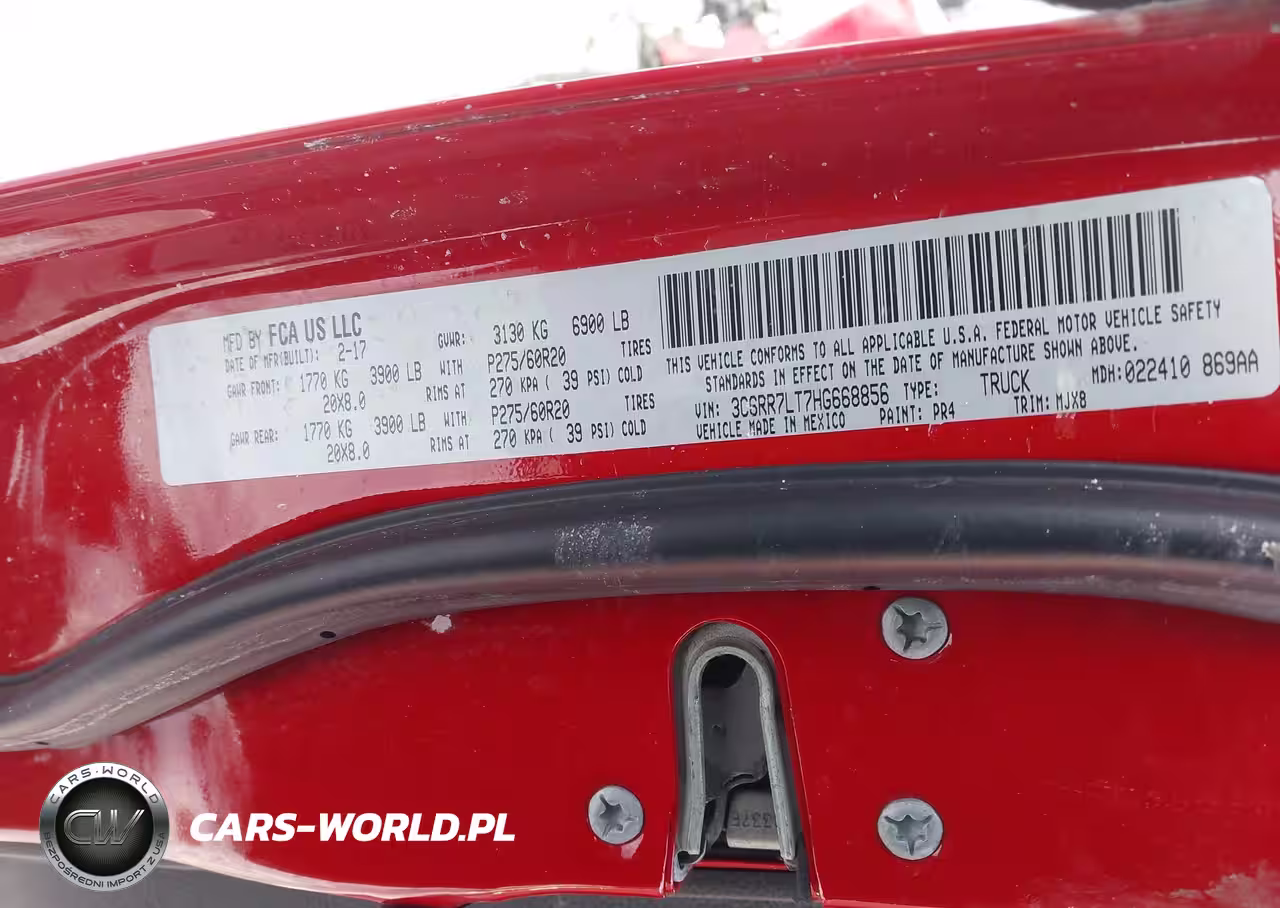 MFD BY FCA US LLC
DATE OF MFR(BUILT): 2-17 GVWR: 3130 KG 6900 LB
GAWR FRONT: 1770 KG 3900 LB WITH P275/60R20 TIRES
20X8.0 RIMS AT 270 KPA ( 39 PSI) COLD
GAWR REAR: 1770 KG 3900 LB WITH P275/60R20 TIRES
20X8.0 RIMS AT 270 KPA ( 39 PSI) COLD
THIS VEHICLE CONFORMS TO ALL APPLICABLE U.S.A. FEDERAL MOTOR VEHICLE SAFETY
STANDARDS IN EFFECT ON THE DATE OF MANUFACTURE SHOWN ABOVE.
VIN: 3C6RR7LT7HG668856 TYPE: TRUCK MDH:022410 869AA
VEHICLE MADE IN MEXICO PAINT: PR4 TRIM: MJX8
CARS-WORLD
CW
BEZPOŚREDNI IMPORT Z USA
CARS-WORLD.PL